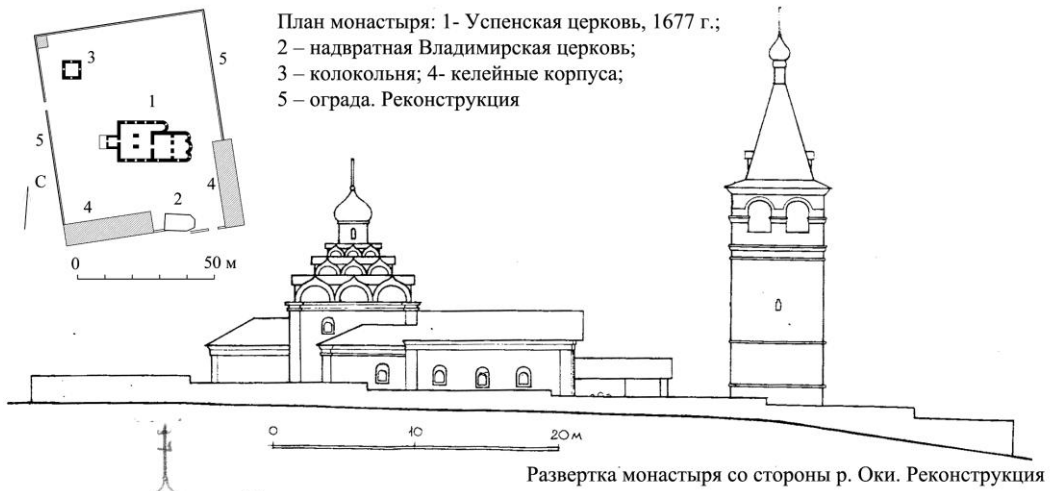 План монастыря: 1- Успенская церковь, 1677 г.;
2 – надвратная Владимирская церковь;
3 – колокольня; 4- келейные корпуса;
5 – ограда. Реконструкция
3
5
1
5
С
4
2
4
0 50 м
0 10 20 м
Развертка монастыря со стороны р. Оки. Реконструкция